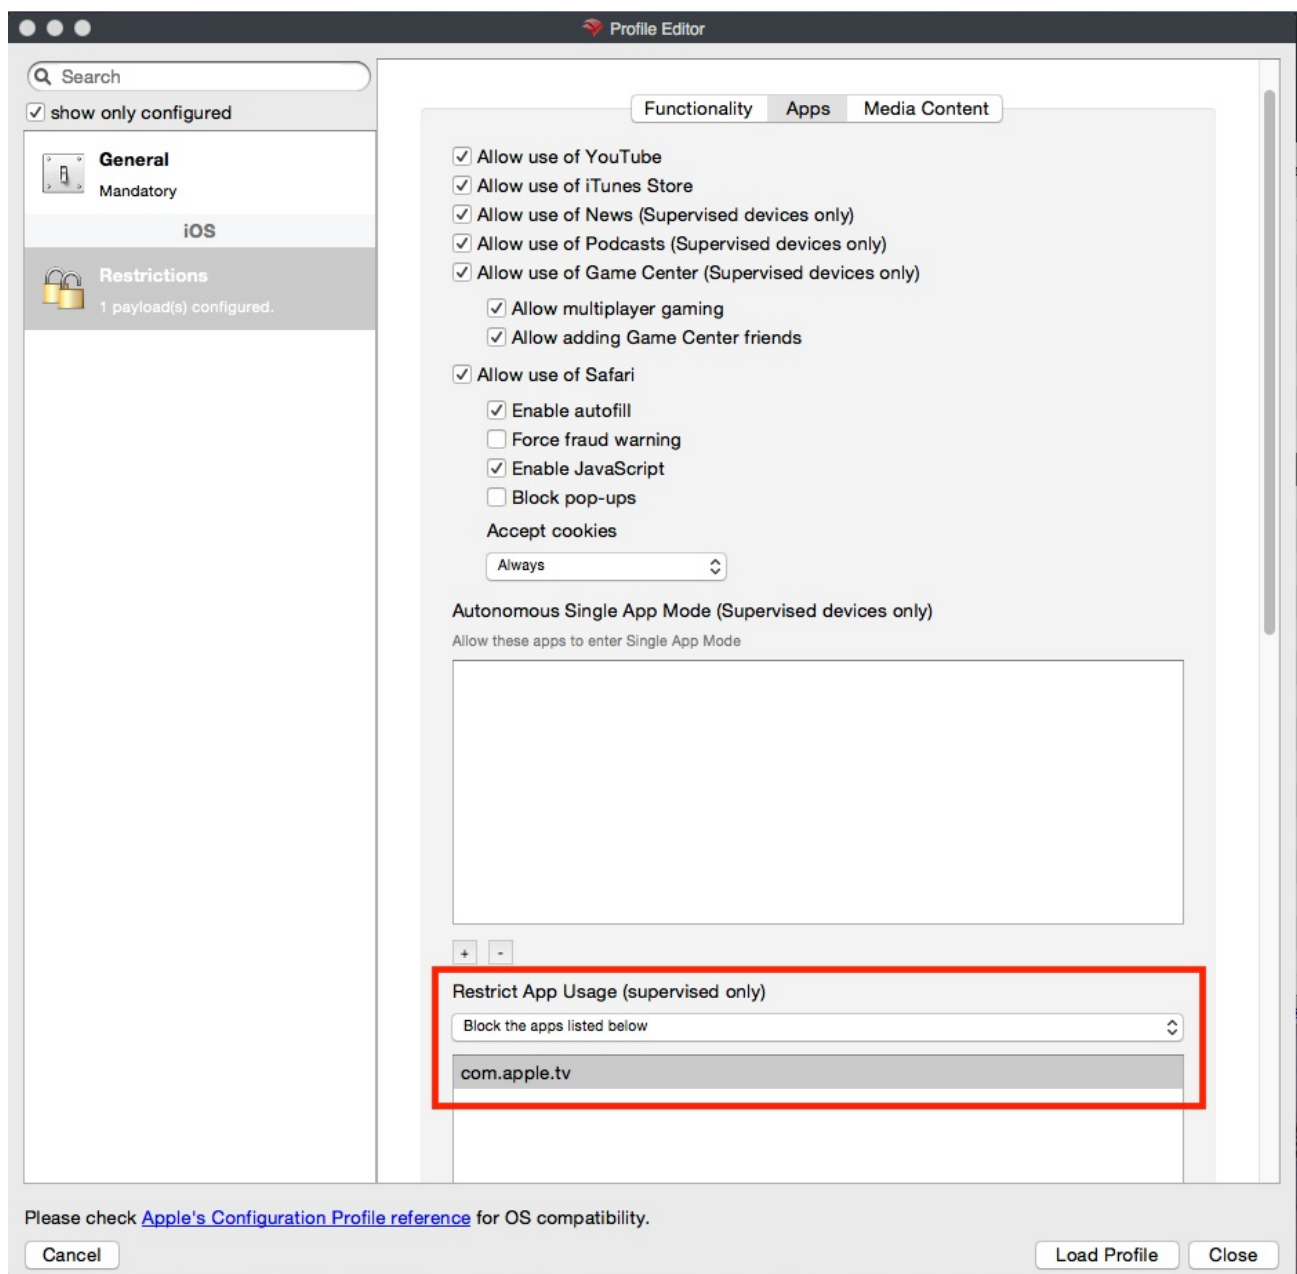 Profile Editor
Search
show only configured
General
Mandatory
iOS
Restrictions
1 payload(s) configured.
Functionality
Apps
Media Content
Allow use of YouTube
Allow use of iTunes Store
Allow use of News (Supervised devices only)
Allow use of Podcasts (Supervised devices only)
Allow use of Game Center (Supervised devices only)
Allow multiplayer gaming
Allow adding Game Center friends
Allow use of Safari
Enable autofill
Force fraud warning
Enable JavaScript
Block pop-ups
Accept cookies
Always
Autonomous Single App Mode (Supervised devices only)
Allow these apps to enter Single App Mode
+ -
Restrict App Usage (supervised only)
Block the apps listed below
com.apple.tv
Please check Apple's Configuration Profile reference for OS compatibility.
Cancel
Load Profile
Close